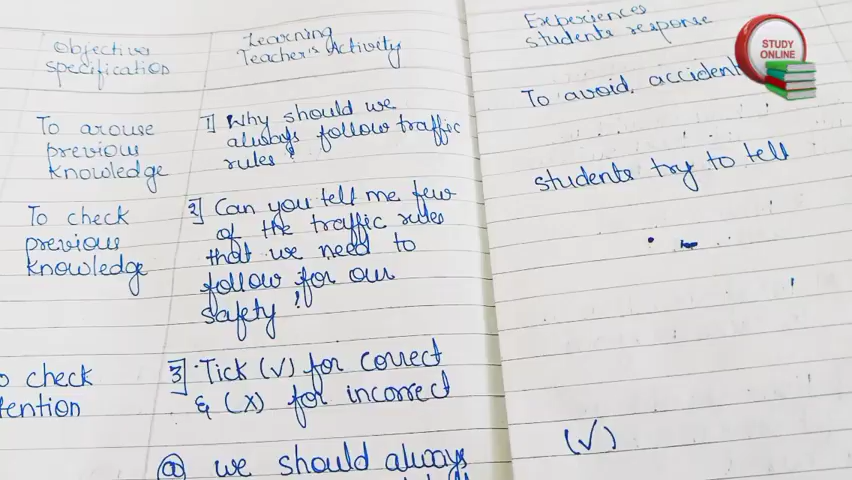 Objective
specification
Learning
Teacher's Activity
Experiences
students response
STUDY
ONLINE
To arouse
previous
knowledge
1] Why should we
always follow traffic
rules?
To avoid accident
To check
previous
knowledge
2] Can you tell me few
of the traffic rules
that we need to
follow for our
safety?
students try to tell
o check
tention
3] Tick (√) for correct
& (X) for incorrect
(a) we should always
(√)